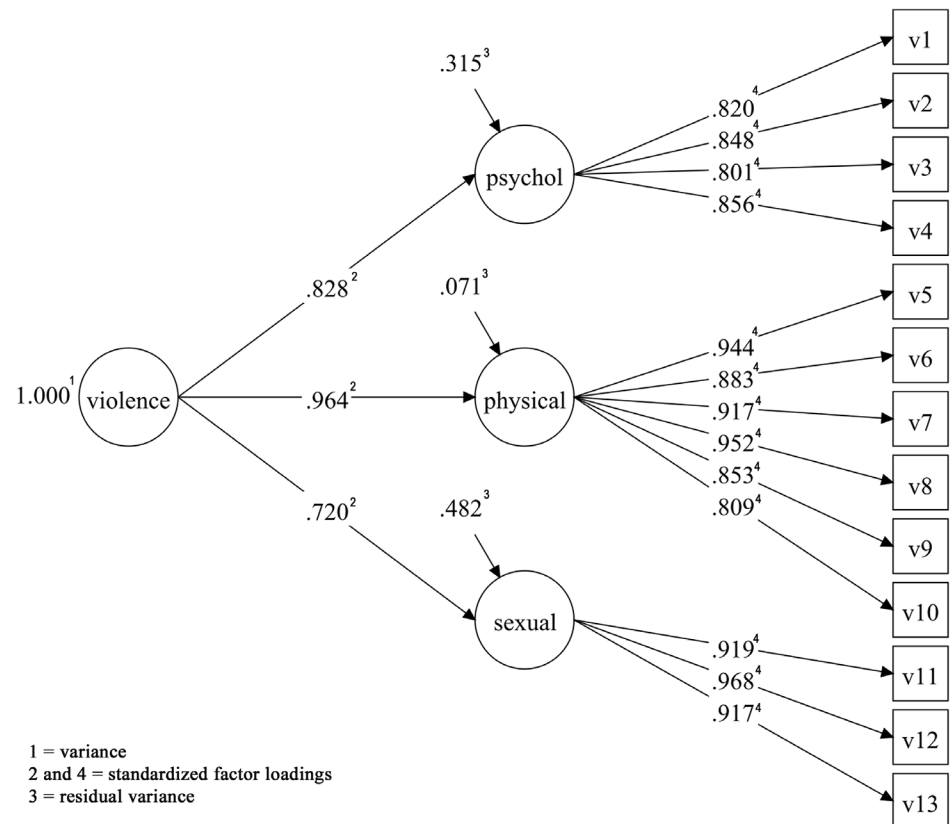 v1
.315³
.820⁴
v2
.848⁴
psychol
.801⁴
v3
.856⁴
v4
.828²
.071³
v5
.944⁴
v6
.883⁴
1.000¹
violence
.964²
physical
.917⁴
v7
.952⁴
.853⁴
v8
.809⁴
.720²
.482³
v9
v10
sexual
.919⁴
v11
.968⁴
.917⁴
v12
1 = variance
2 and 4 = standardized factor loadings
3 = residual variance
v13